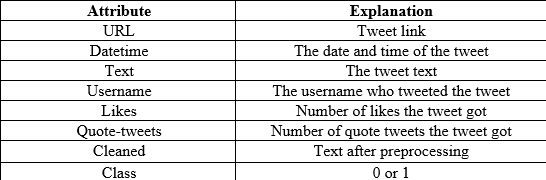 Attribute Explanation
URL Tweet link
Datetime The date and time of the tweet
Text The tweet text
Username The username who tweeted the tweet
Likes Number of likes the tweet got
Quote-tweets Number of quote tweets the tweet got
Cleaned Text after preprocessing
Class 0 or 1